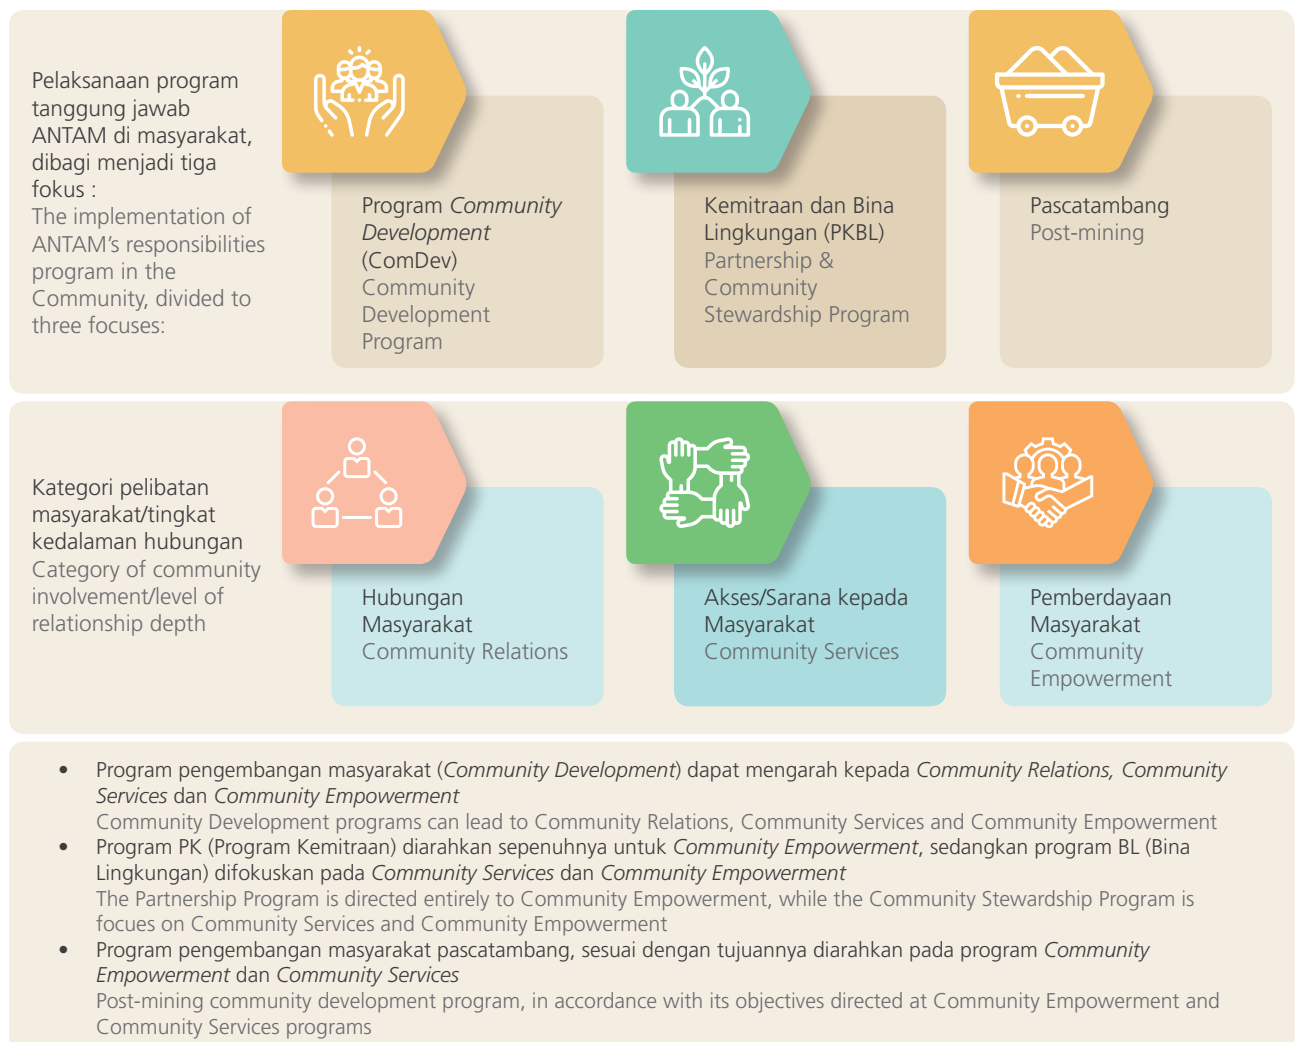 Pelaksanaan program
tanggung jawab
ANTAM di masyarakat,
dibagi menjadi tiga
fokus :
The implementation of
ANTAM’s responsibilities
program in the
Community, divided to
three focuses:
Program Community
Development
(ComDev)
Community
Development
Program
Kemitraan dan Bina
Lingkungan (PKBL)
Partnership &
Community
Stewardship Program
Pascatambang
Post-mining
Kategori pelibatan
masyarakat/tingkat
kedalaman hubungan
Category of community
involvement/level of
relationship depth
Hubungan
Masyarakat
Community Relations
Akses/Sarana kepada
Masyarakat
Community Services
Pemberdayaan
Masyarakat
Community
Empowerment
• Program pengembangan masyarakat (Community Development) dapat mengarah kepada Community Relations, Community
Services dan Community Empowerment
Community Development programs can lead to Community Relations, Community Services and Community Empowerment
• Program PK (Program Kemitraan) diarahkan sepenuhnya untuk Community Empowerment, sedangkan program BL (Bina
Lingkungan) difokuskan pada Community Services dan Community Empowerment
The Partnership Program is directed entirely to Community Empowerment, while the Community Stewardship Program is
focues on Community Services and Community Empowerment
• Program pengembangan masyarakat pascatambang, sesuai dengan tujuannya diarahkan pada program Community
Empowerment dan Community Services
Post-mining community development program, in accordance with its objectives directed at Community Empowerment and
Community Services programs